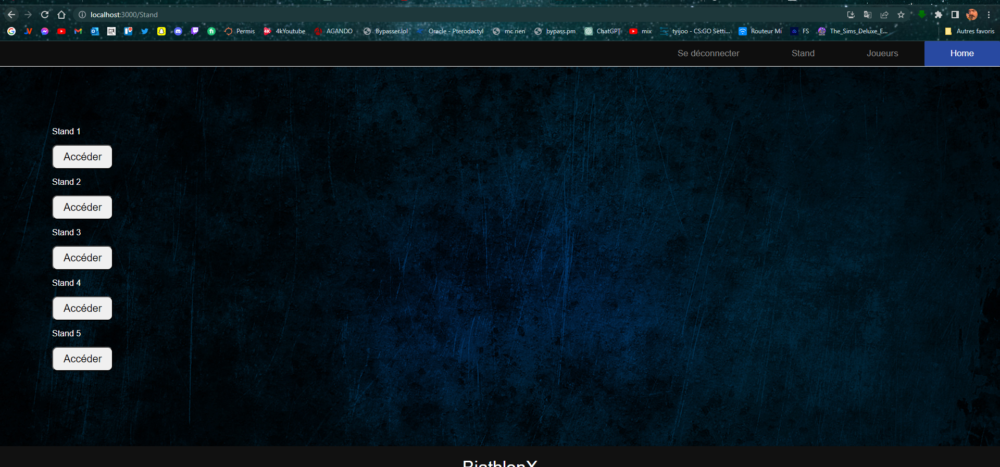 localhost:3000/Stand
Permis 4kYoutube AGANDO Bypasser.lol Oracle - Pterodactyl mc rien bypass.pm ChatGPT mix tyijoo - CS:GO Setti... Routeur Mi FS The_Sims_Deluxe_E... Autres favoris
Se déconnecter Stand Joueurs Home
Stand 1
Accéder
Stand 2
Accéder
Stand 3
Accéder
Stand 4
Accéder
Stand 5
Accéder
BiathlonX